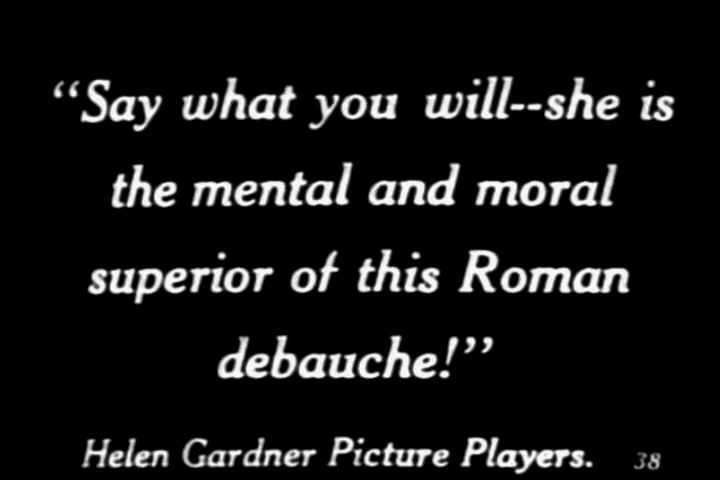 “Say what you will--she is
the mental and moral
superior of this Roman
debauche!”
Helen Gardner Picture Players. 38